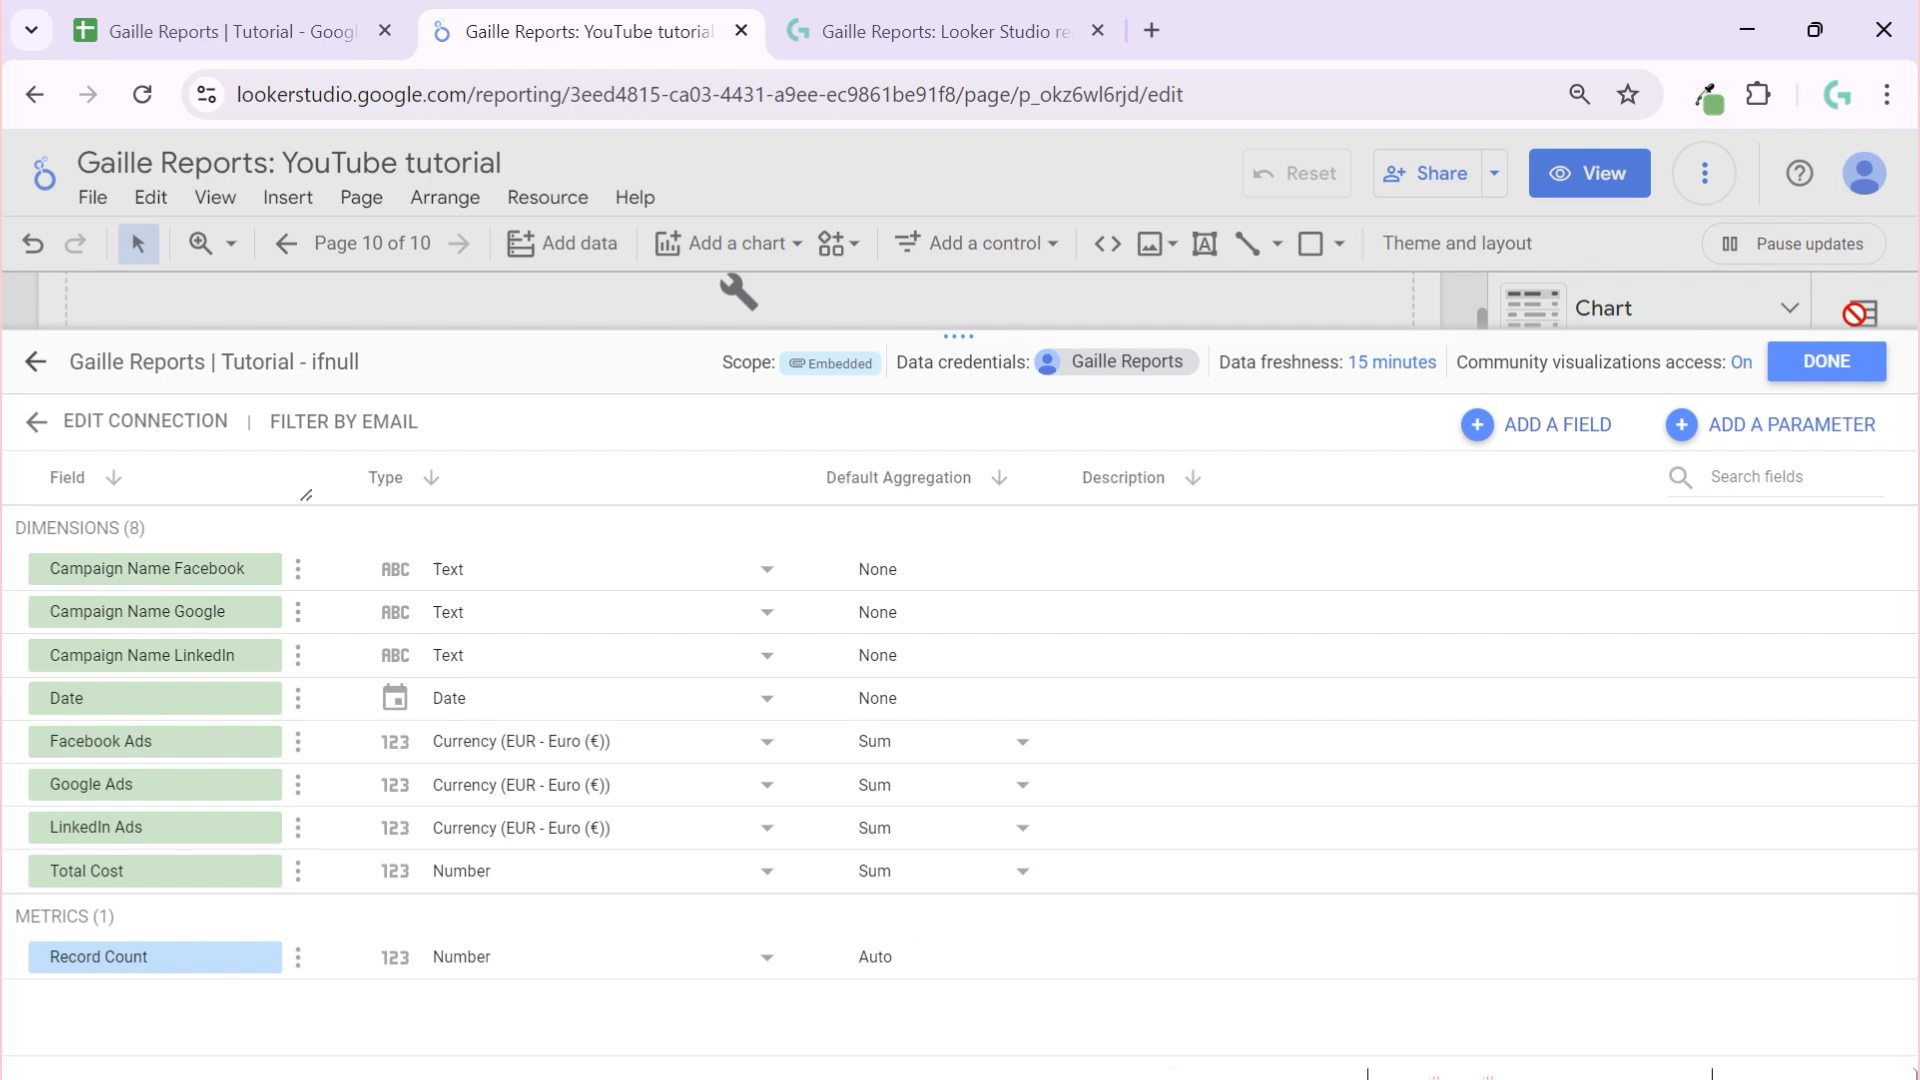 Gaille Reports | Tutorial - Googl
Gaille Reports: YouTube tutorial
Gaille Reports: Looker Studio re
lookerstudio.google.com/reporting/3eed4815-ca03-4431-a9ee-ec9861be91f8/page/p_okz6wl6rjd/edit
Gaille Reports: YouTube tutorial
Reset
Share
View
File Edit View Insert Page Arrange Resource Help
Page 10 of 10 Add data Add a chart Add a control Theme and layout Pause updates
Chart
Gaille Reports | Tutorial - ifnull Scope: Embedded Data credentials: Gaille Reports Data freshness: 15 minutes Community visualizations access: On DONE
EDIT CONNECTION | FILTER BY EMAIL ADD A FIELD ADD A PARAMETER
Field Type Default Aggregation Description Search fields
DIMENSIONS (8)
Campaign Name Facebook ABC Text None
Campaign Name Google ABC Text None
Campaign Name LinkedIn ABC Text None
Date Date None
Facebook Ads 123 Currency (EUR - Euro (€)) Sum
Google Ads 123 Currency (EUR - Euro (€)) Sum
LinkedIn Ads 123 Currency (EUR - Euro (€)) Sum
Total Cost 123 Number Sum
METRICS (1)
Record Count 123 Number Auto